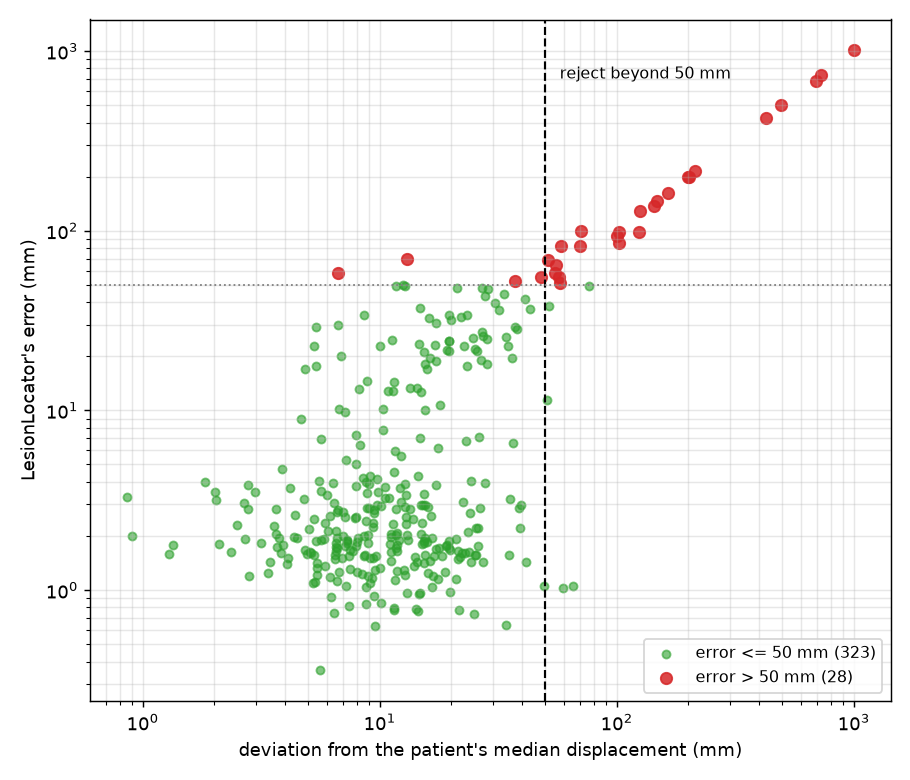 10³
reject beyond 50 mm
10²
10¹
10⁰
LesionLocator's error (mm)
error <= 50 mm (323)
error > 50 mm (28)
10⁰ 10¹ 10² 10³
deviation from the patient's median displacement (mm)